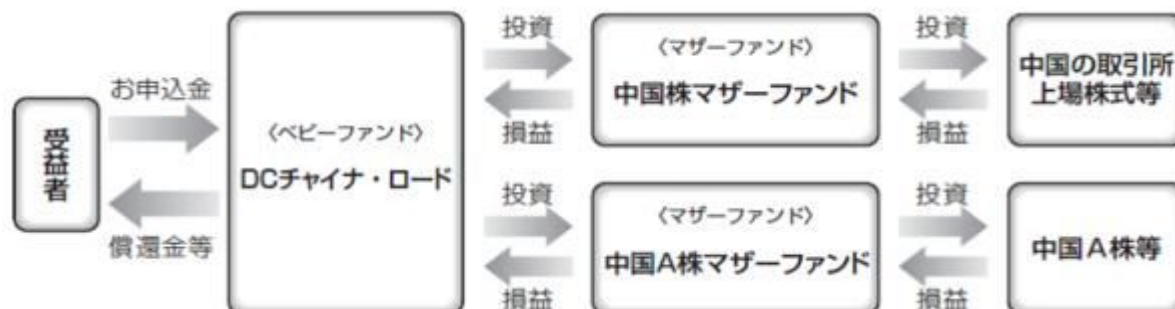 受益者
お申込金
償還金等
〈ベビーファンド〉
DCチャイナ・ロード
投資
損益
〈マザーファンド〉
中国株マザーファンド
投資
損益
中国の取引所
上場株式等
投資
損益
〈マザーファンド〉
中国A株マザーファンド
投資
損益
中国A株等